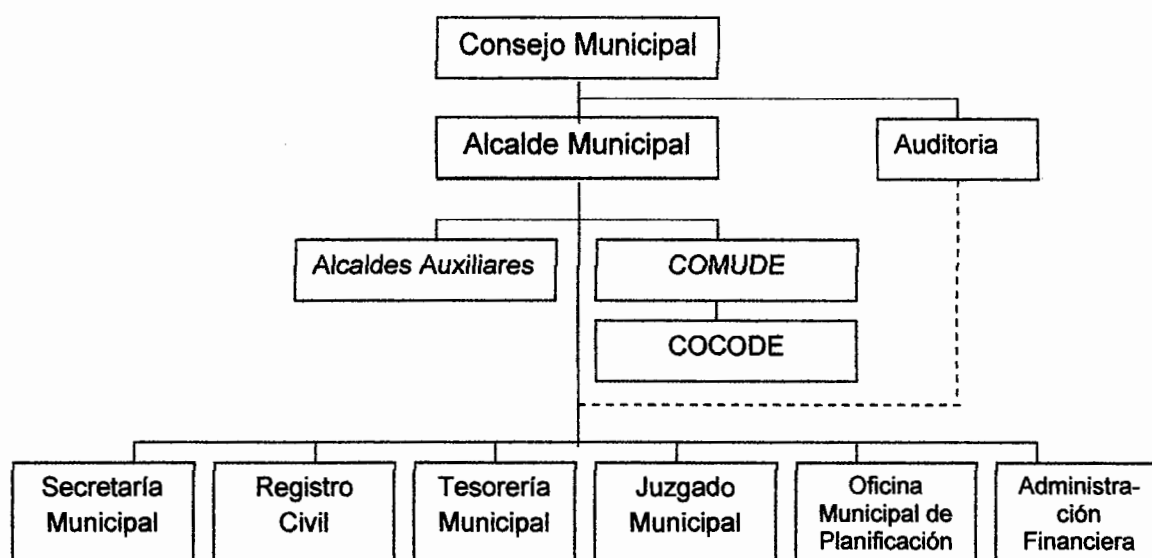 Consejo Municipal
Alcalde Municipal
Auditoria
Alcaldes Auxiliares
COMUDE
COCODE
Secretaría
Municipal
Registro
Civil
Tesorería
Municipal
Juzgado
Municipal
Oficina
Municipal de
Planificación
Administra-
ción
Financiera